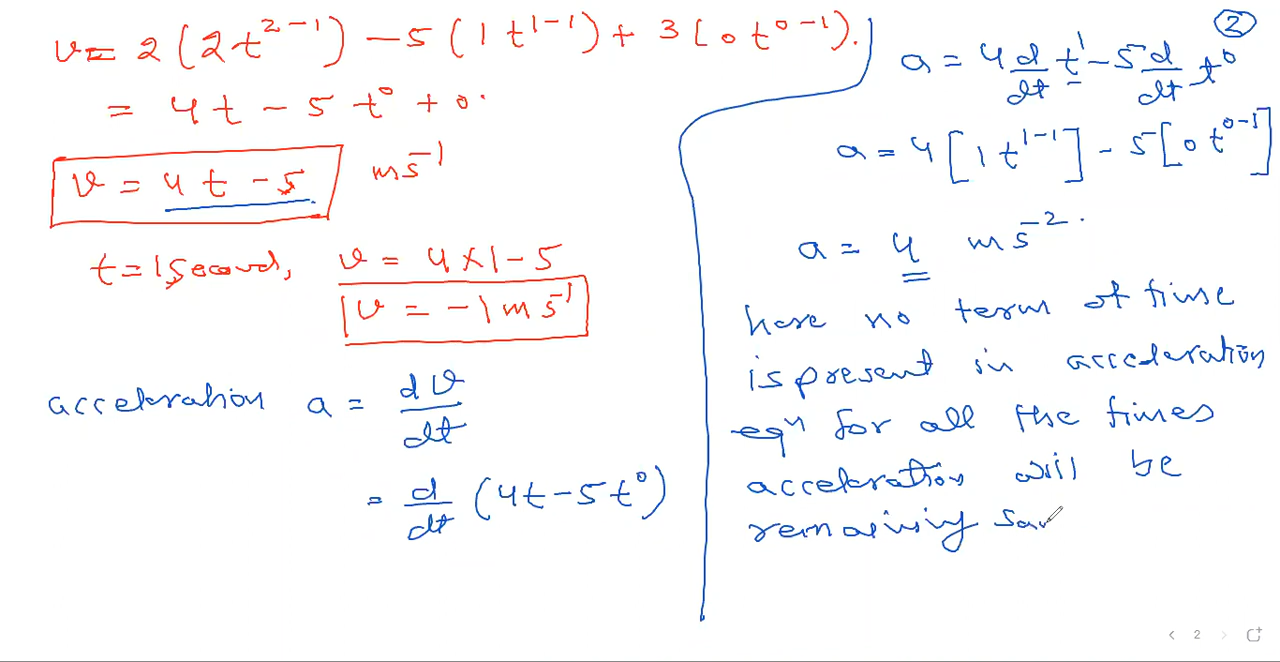 v = 2 (2t^{2-1}) - 5 (1 t^{1-1}) + 3 [0 t^{0-1}).
= 4t - 5 t^0 + 0.
v = 4t - 5 ms^{-1}
t = 1 second, v = 4×1-5
v = -1 ms^{-1}
acceleration a = dv/dt
= d/dt (4t - 5t^0)
2
a = 4 d/dt t^1 - 5 d/dt t^0
a = 4 [1 t^{1-1}] - 5 [0 t^{0-1}]
a = 4 ms^{-2}.
here no term of time
is present in acceleration
eqn for all the times
acceleration will be
remaining sa
2